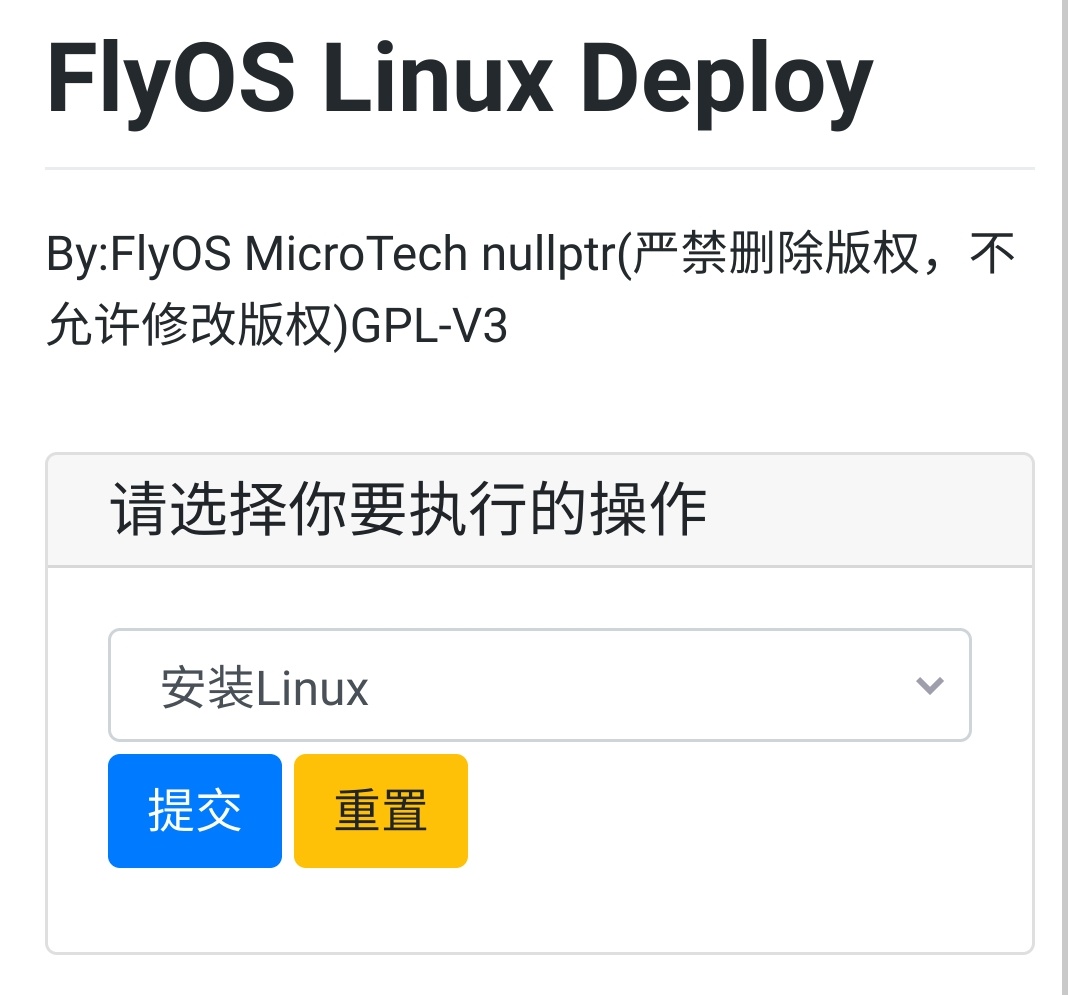 FlyOS Linux Deploy
By:FlyOS MicroTech nullptr(严禁删除版权，不
允许修改版权)GPL-V3
请选择你要执行的操作
安装Linux
提交 重置